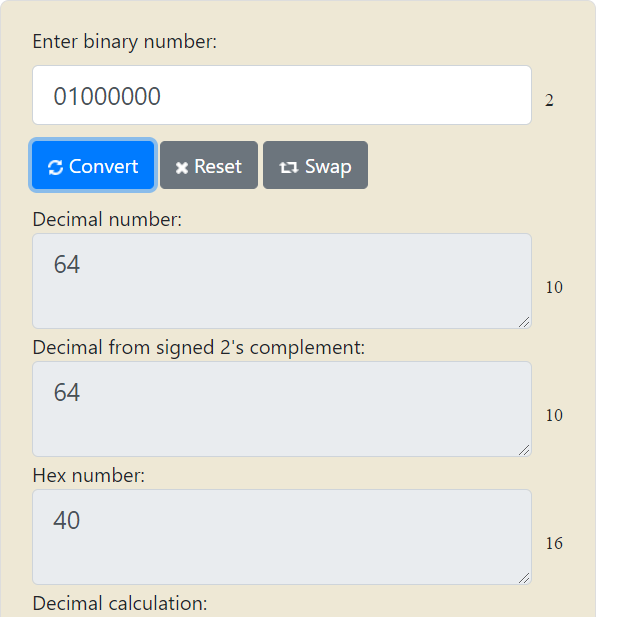 Enter binary number:
01000000
2
Convert Reset Swap
Decimal number:
64
10
Decimal from signed 2's complement:
64
10
Hex number:
40
16
Decimal calculation: